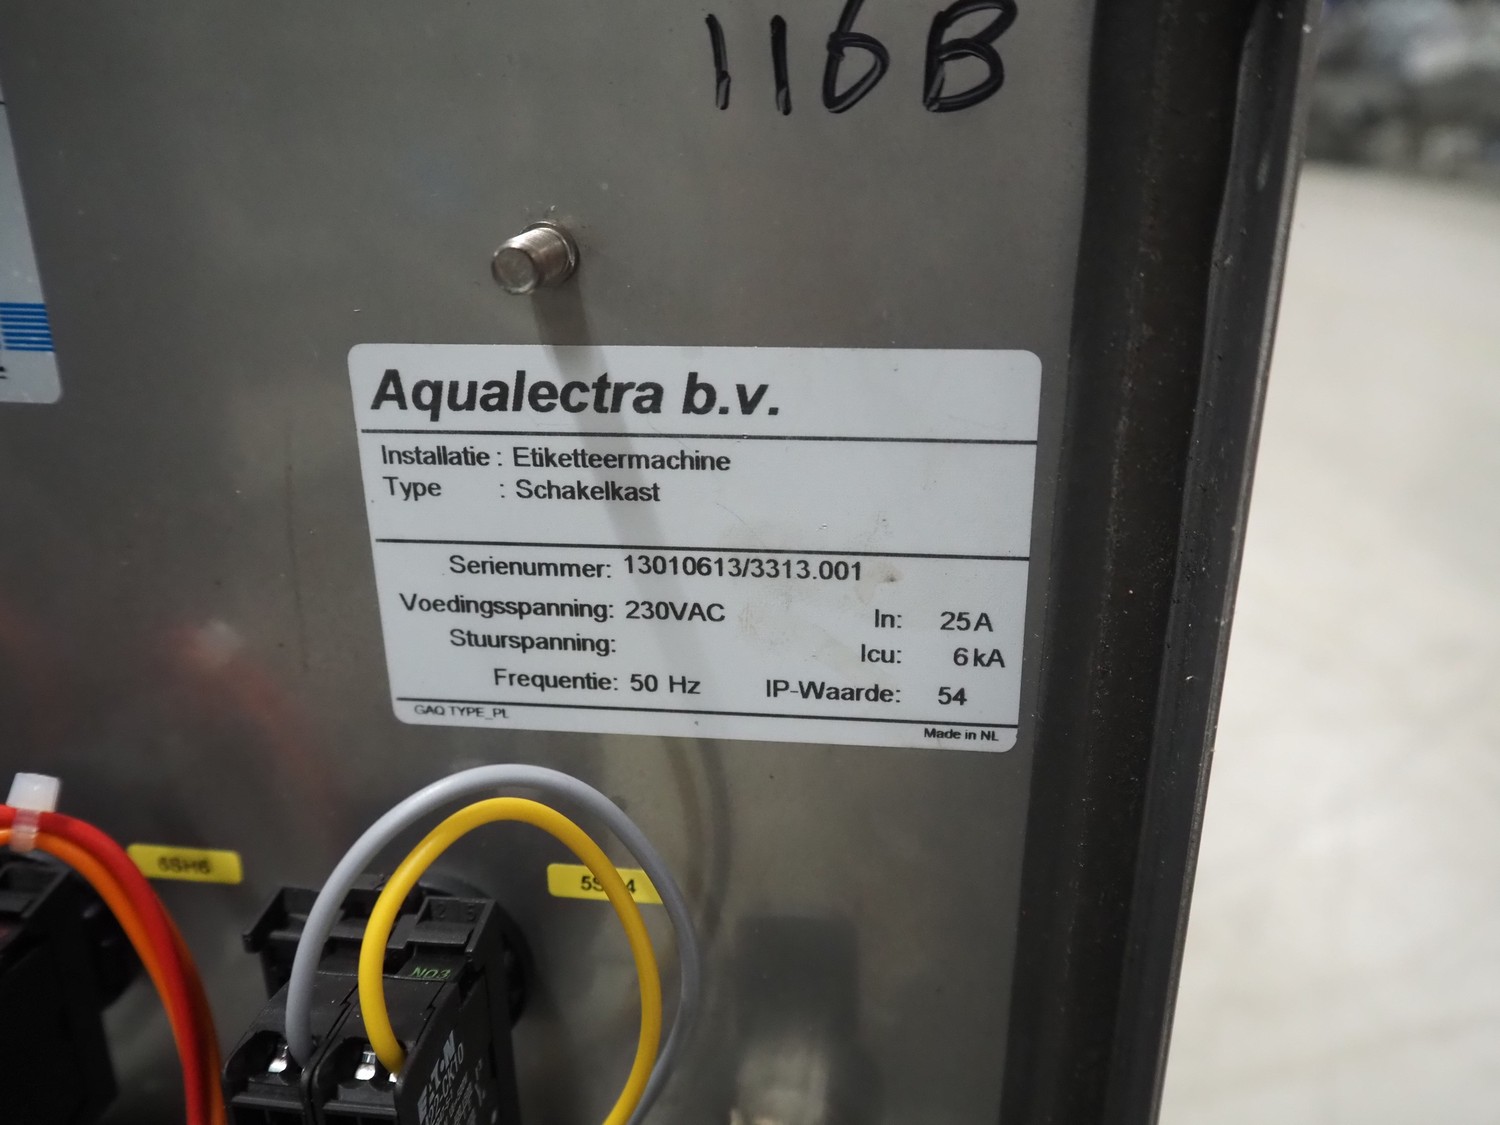 116B
Aqualectra b.v.
Installatie : Etiketteermachine
Type : Schakelkast
Serienummer: 13010613/3313.001
Voedingsspanning: 230VAC In: 25A
Stuurspanning: Icu: 6kA
Frequentie: 50 Hz IP-Waarde: 54
GAQ TYPE_PL Made in NL
6SH6
NO3